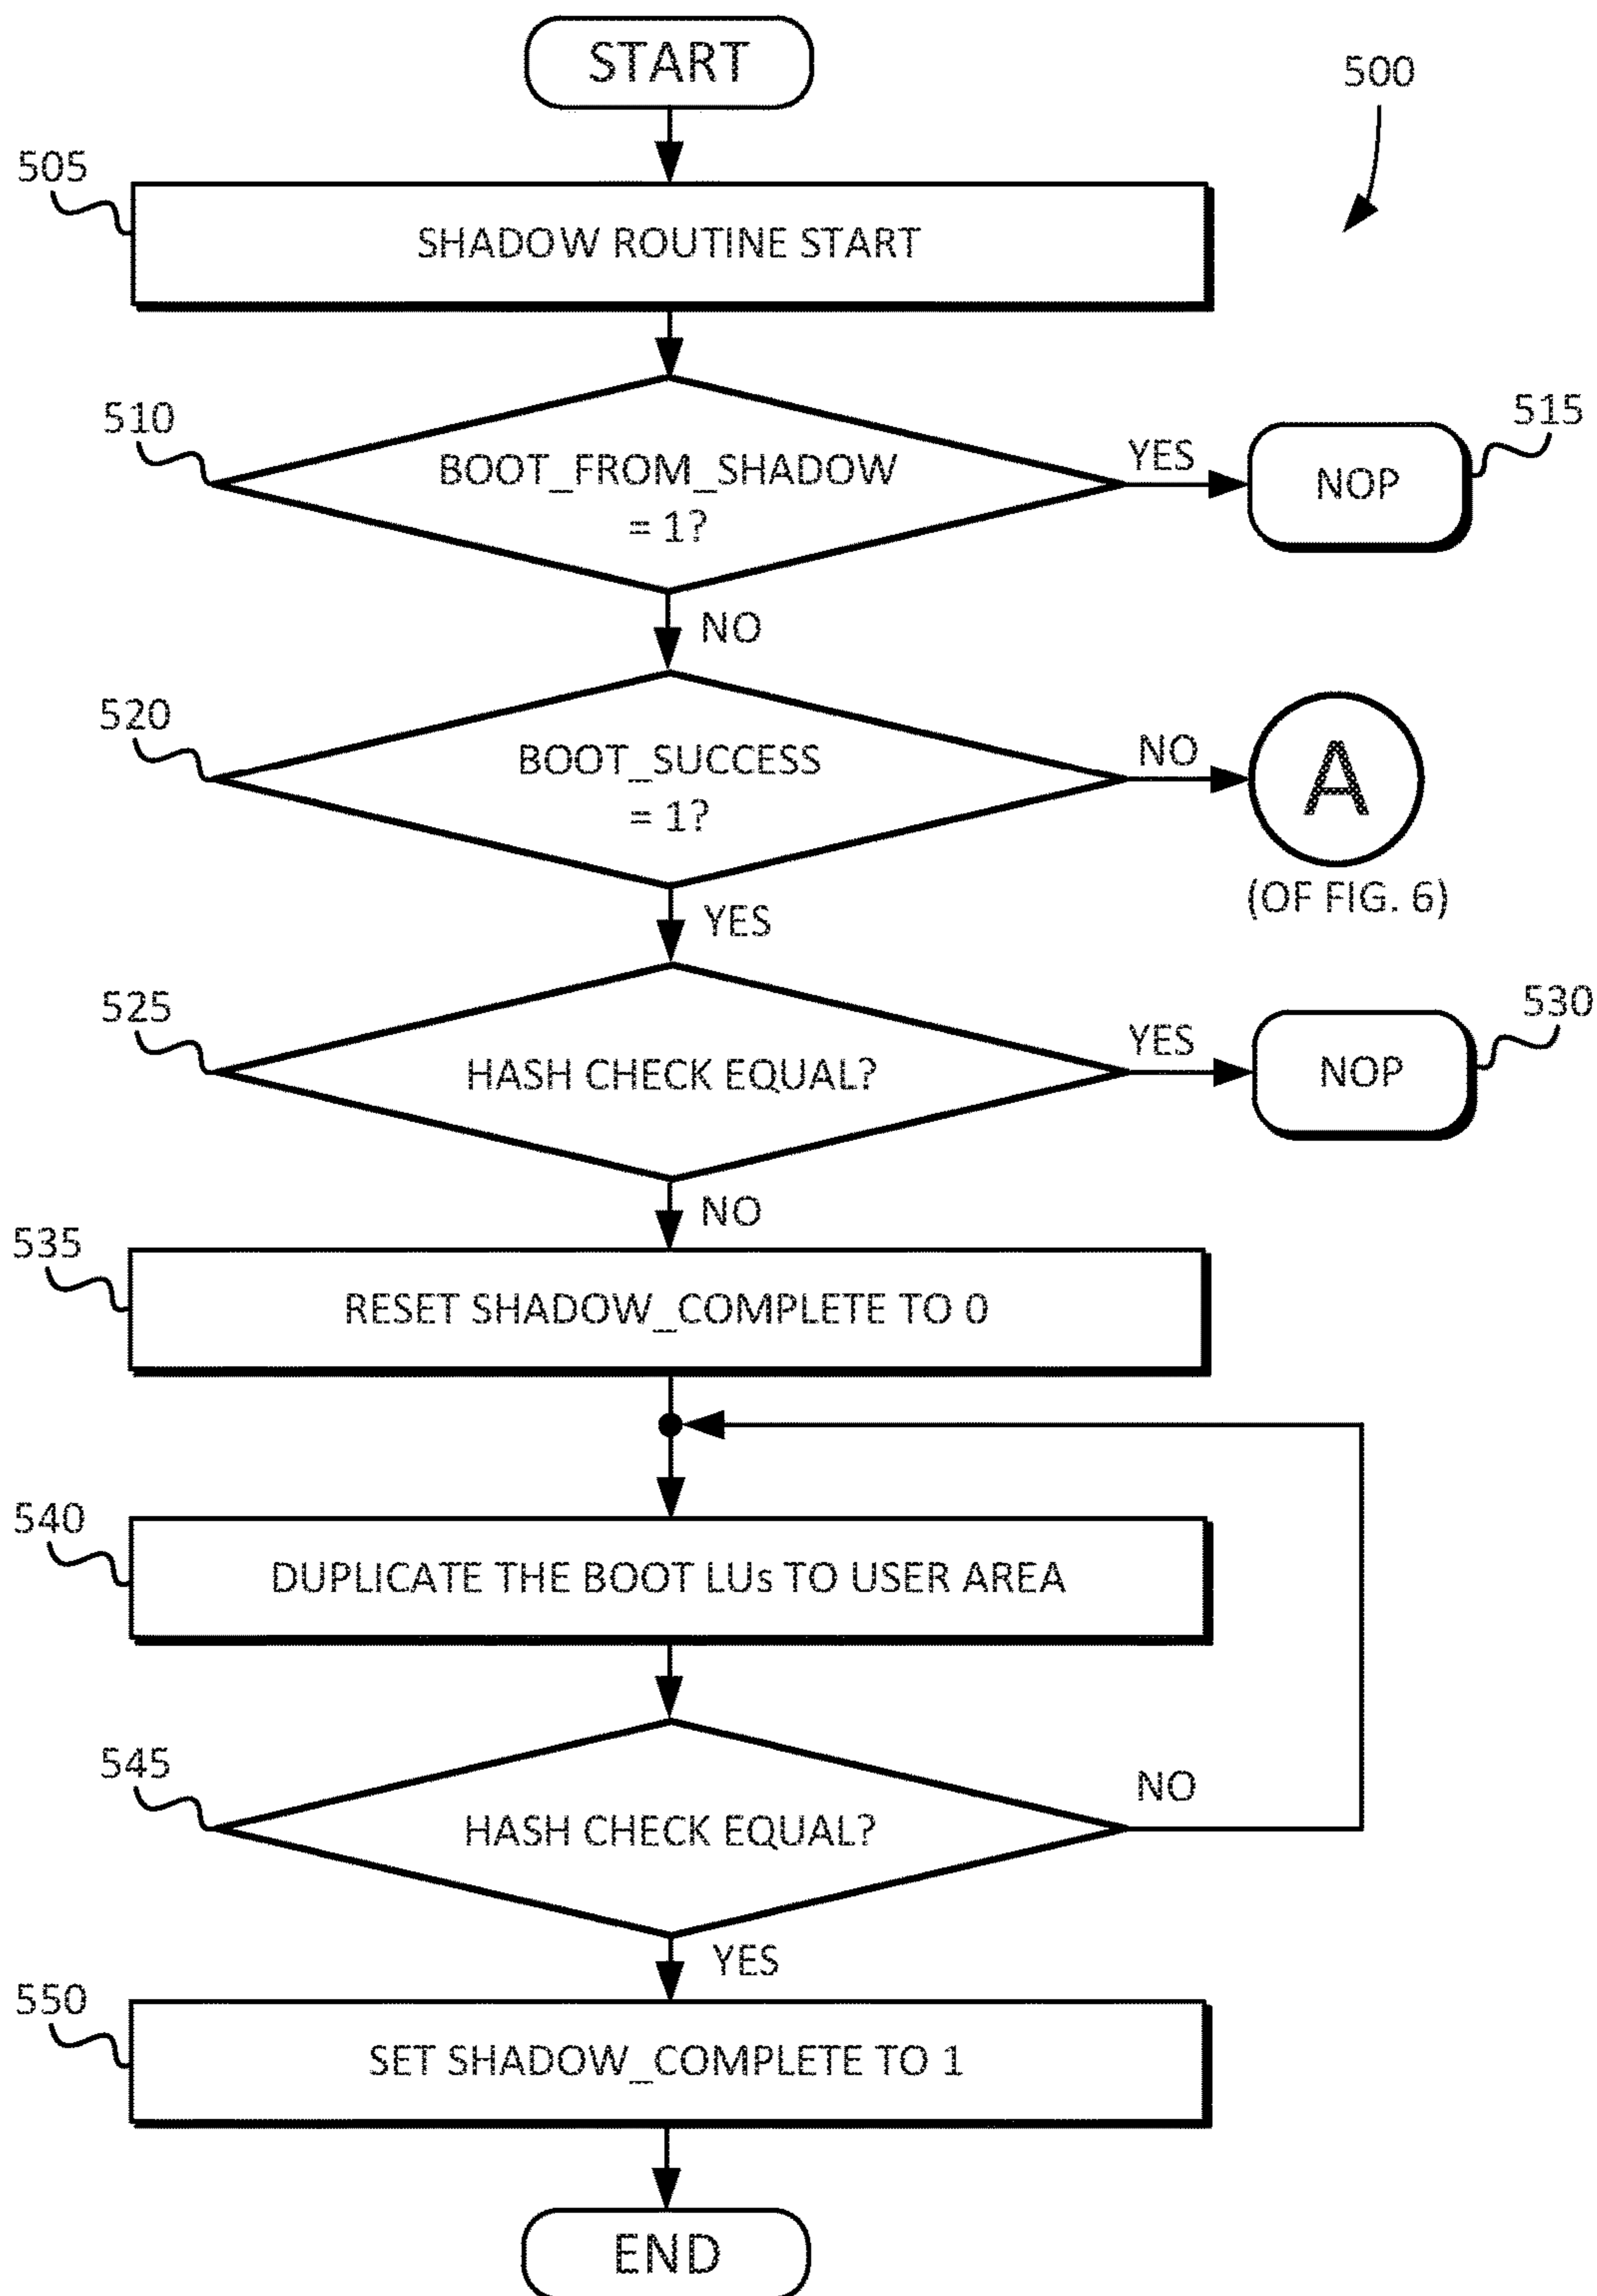 START
500
505
SHADOW ROUTINE START
510
BOOT_FROM_SHADOW
= 1?
YES
NOP
515
NO
520
BOOT_SUCCESS
= 1?
NO
A
(OF FIG. 6)
YES
525
HASH CHECK EQUAL?
YES
NOP
530
NO
535
RESET SHADOW_COMPLETE TO 0
540
DUPLICATE THE BOOT LUs TO USER AREA
545
HASH CHECK EQUAL?
NO
YES
550
SET SHADOW_COMPLETE TO 1
END